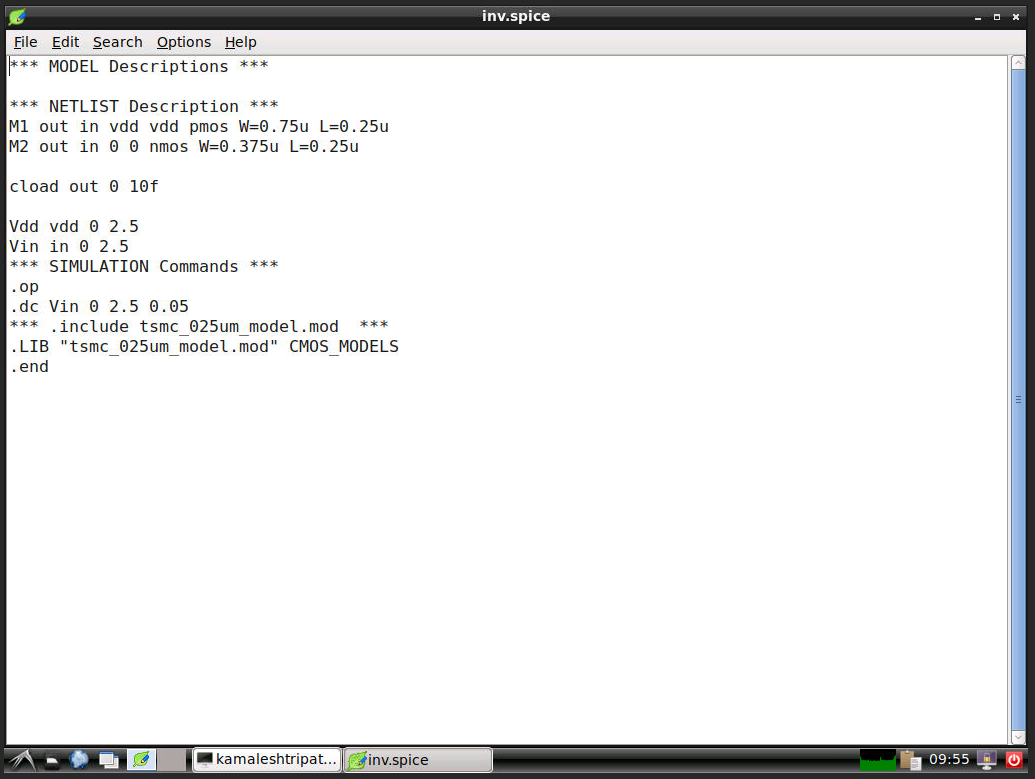 inv.spice
File Edit Search Options Help
*** MODEL Descriptions ***
*** NETLIST Description ***
M1 out in vdd vdd pmos W=0.75u L=0.25u
M2 out in 0 0 nmos W=0.375u L=0.25u
cload out 0 10f
Vdd vdd 0 2.5
Vin in 0 2.5
*** SIMULATION Commands ***
.op
.dc Vin 0 2.5 0.05
*** .include tsmc_025um_model.mod  ***
.LIB "tsmc_025um_model.mod" CMOS_MODELS
.end
kamaleshtripat... inv.spice 09:55